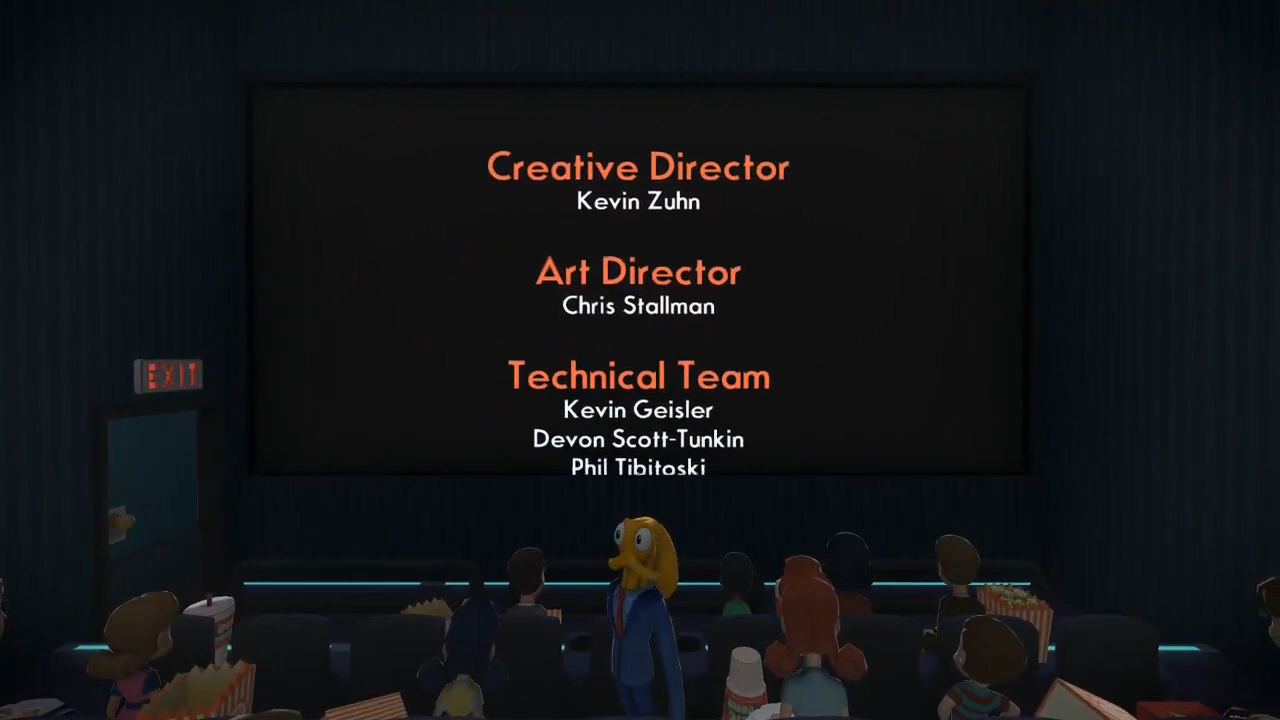 Creative Director
Kevin Zuhn
Art Director
Chris Stallman
Technical Team
Kevin Geisler
Devon Scott-Tunkin
Phil Tibitoski
EXIT